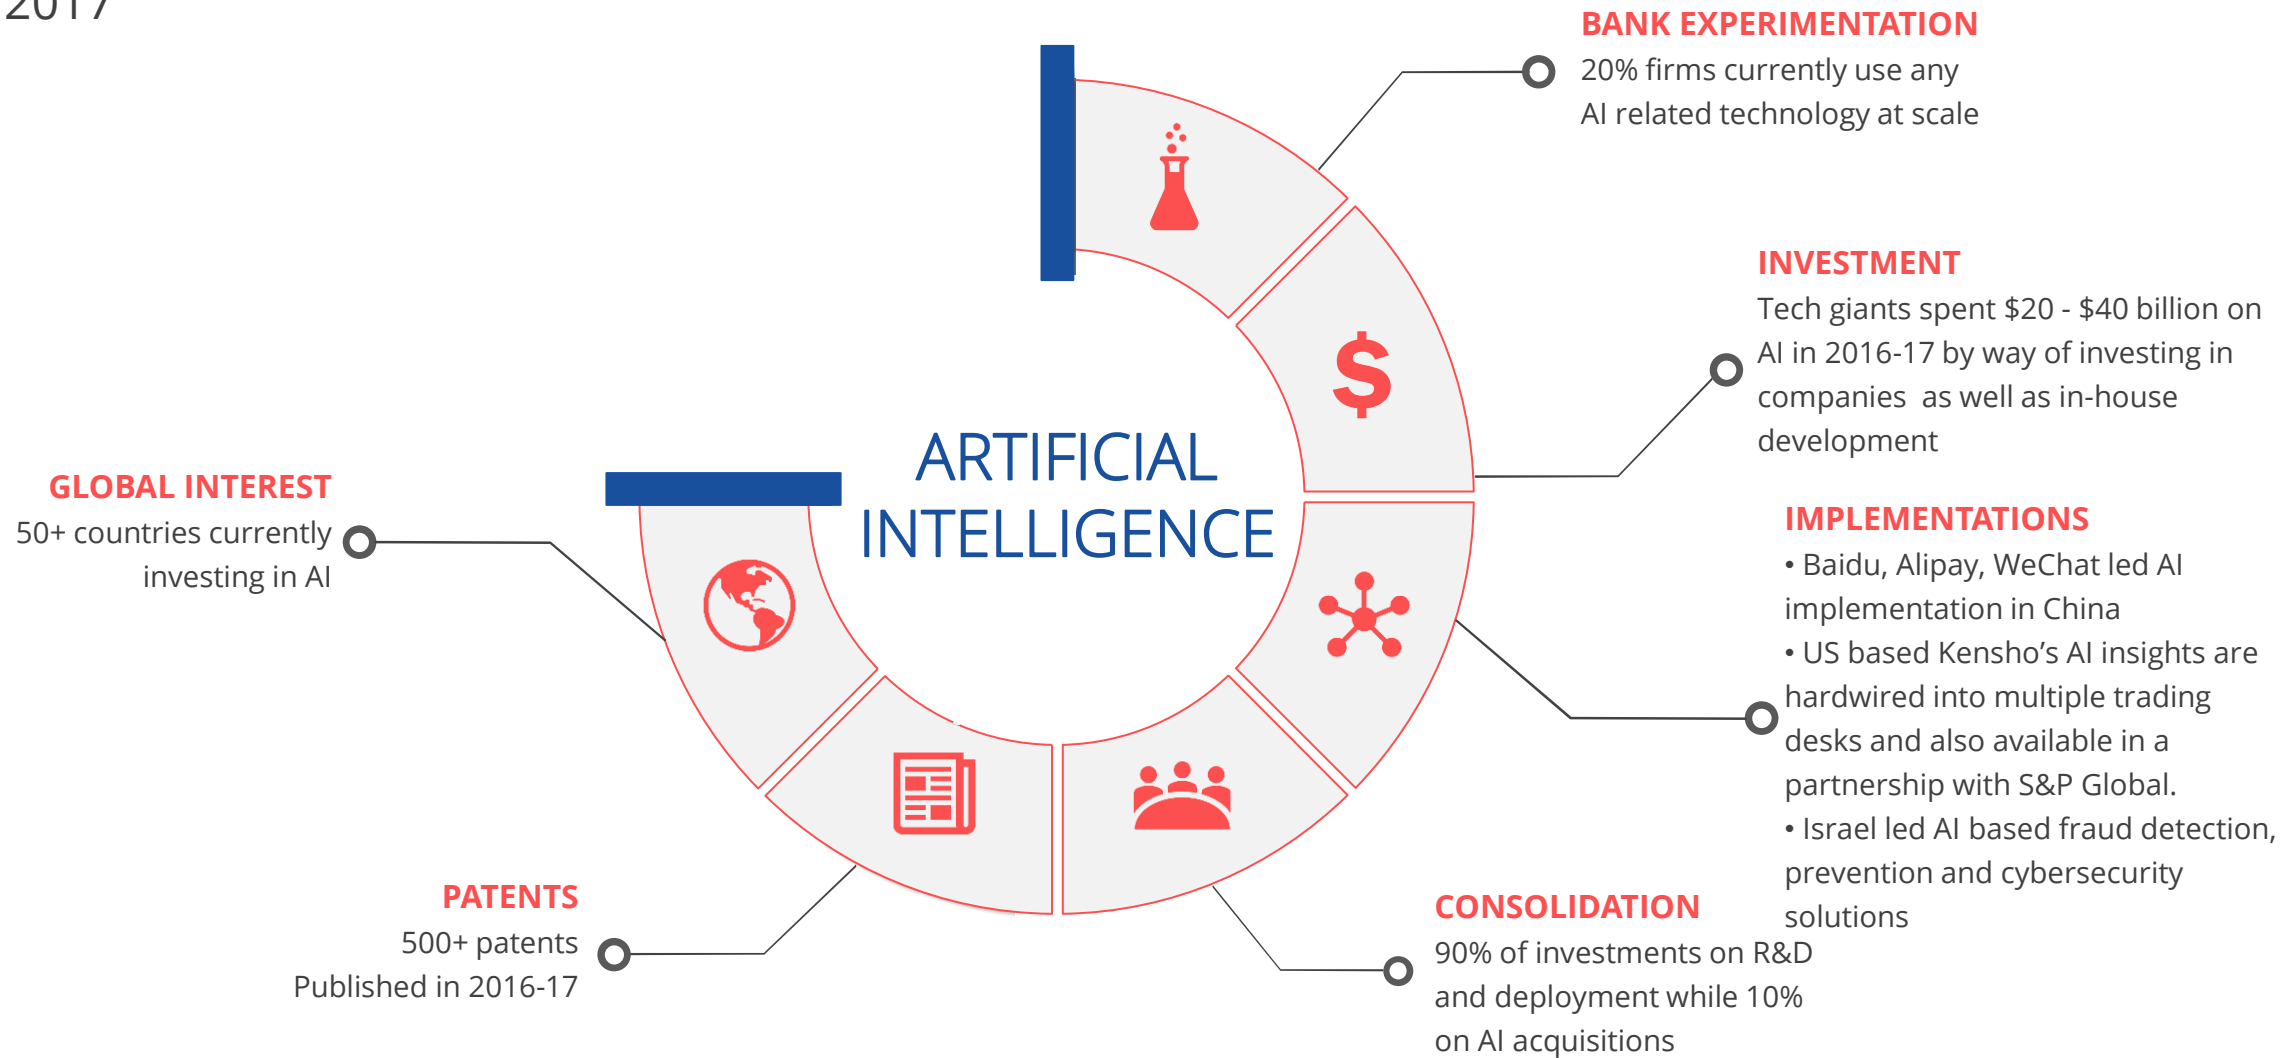 2017
BANK EXPERIMENTATION
20% firms currently use any
AI related technology at scale
INVESTMENT
Tech giants spent $20 - $40 billion on
AI in 2016-17 by way of investing in
companies  as well as in-house
development
ARTIFICIAL
INTELLIGENCE
GLOBAL INTEREST
50+ countries currently
investing in AI
IMPLEMENTATIONS
• Baidu, Alipay, WeChat led AI
implementation in China
• US based Kensho’s AI insights are
hardwired into multiple trading
desks and also available in a
partnership with S&P Global.
• Israel led AI based fraud detection,
prevention and cybersecurity
solutions
PATENTS
500+ patents
Published in 2016-17
CONSOLIDATION
90% of investments on R&D
and deployment while 10%
on AI acquisitions